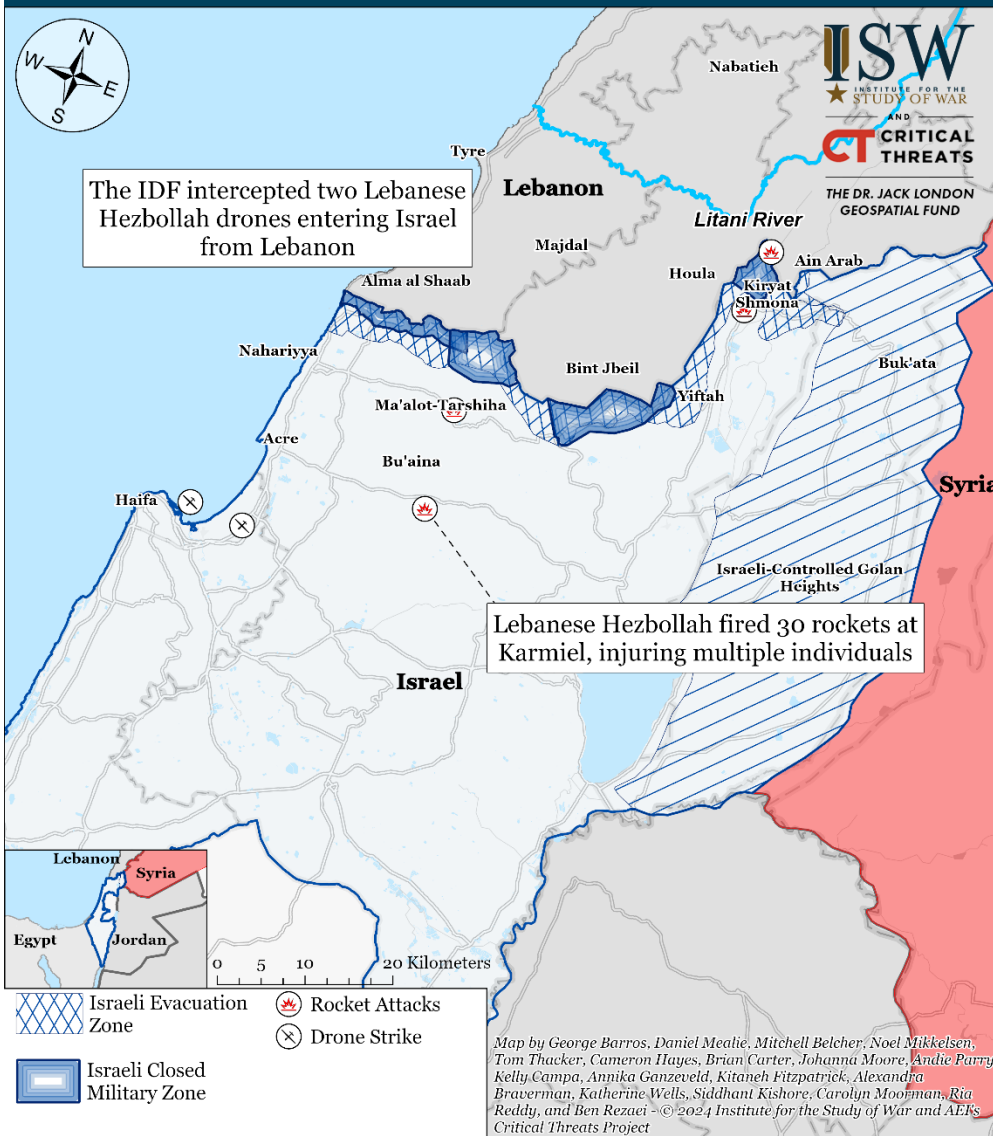 N
W
E
S
ISW
INSTITUTE FOR THE
STUDY OF WAR
AND
CT CRITICAL
THREATS
THE DR. JACK LONDON
GEOSPATIAL FUND
Nabatieh
Tyre
Lebanon
The IDF intercepted two Lebanese
Hezbollah drones entering Israel
from Lebanon
Litani River
Majdal
Ain Arab
Houla
Alma al Shaab
Kiryat
Shmona
Nahariyya
Bint Jbeil
Buk'ata
Yiftah
Ma'alot-Tarshiha
Acre
Bu'aina
Haifa
Syria
Israeli-Controlled Golan
Heights
Lebanese Hezbollah fired 30 rockets at
Karmiel, injuring multiple individuals
Israel
Lebanon
Syria
Egypt
Jordan
0 5 10 20 Kilometers
Israeli Evacuation
Zone
Rocket Attacks
Drone Strike
Israeli Closed
Military Zone
Map by George Barros, Daniel Mealie, Mitchell Belcher, Noel Mikkelsen,
Tom Thacker, Cameron Hayes, Brian Carter, Johanna Moore, Andie Parry,
Kelly Campa, Annika Ganzeveld, Kitaneh Fitzpatrick, Alexandra
Braverman, Katherine Wells, Siddhant Kishore, Carolyn Moorman, Ria
Reddy, and Ben Rezaei - © 2024 Institute for the Study of War and AEI's
Critical Threats Project